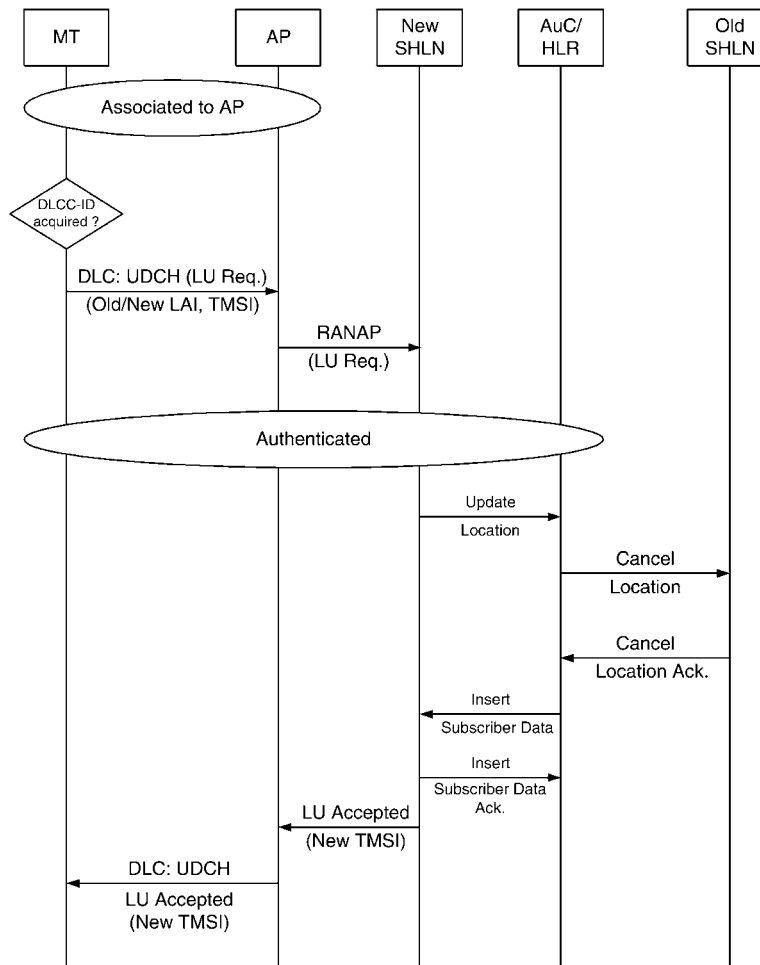 MT
AP
New
SHLN
AuC/
HLR
Old
SHLN
Associated to AP
DLCC-ID
acquired ?
DLC: UDCH (LU Req.)
(Old/New LAI, TMSI)
RANAP
(LU Req.)
Authenticated
Update
Location
Cancel
Location
Cancel
Location Ack.
Insert
Subscriber Data
Insert
Subscriber Data
Ack.
LU Accepted
(New TMSI)
DLC: UDCH
LU Accepted
(New TMSI)